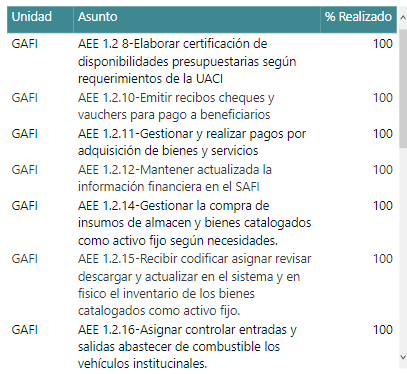 Unidad Asunto % Realizado
GAFI AEE 1.2 8-Elaborar certificación de 100
disponibilidades presupuestarias según
requerimientos de la UACI
GAFI AEE 1.2.10-Emitir recibos cheques y 100
vauchers para pago a beneficiarios
GAFI AEE 1.2.11-Gestionar y realizar pagos por 100
adquisición de bienes y servicios
GAFI AEE 1.2.12-Mantener actualizada la 100
información financiera en el SAFI
GAFI AEE 1.2.14-Gestionar la compra de 100
insumos de almacen y bienes catalogados
como activo fijo según necesidades.
GAFI AEE 1.2.15-Recibir codificar asignar revisar 100
descargar y actualizar en el sistema y en
fisico el inventario de los bienes
catalogados como activo fijo.
GAFI AEE 1.2.16-Asignar controlar entradas y 100
salidas abastecer de combustible los
vehículos institucinales.